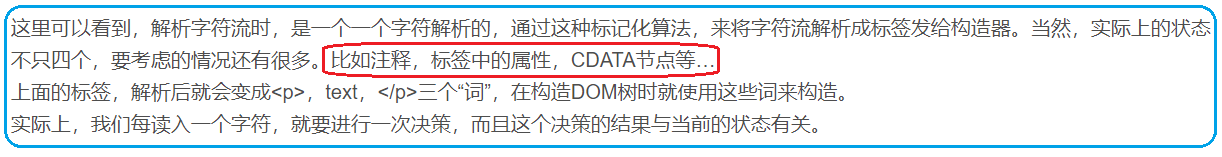 这里可以看到，解析字符流时，是一个一个字符解析的，通过这种标记化算法，来将字符流解析成标签发给构造器。当然，实际上的状态
不只四个，要考虑的情况还有很多。比如注释，标签中的属性，CDATA节点等…
上面的标签，解析后就会变成<p>，text，</p>三个“词”，在构造DOM树时就使用这些词来构造。
实际上，我们每读入一个字符，就要进行一次决策，而且这个决策的结果与当前的状态有关。